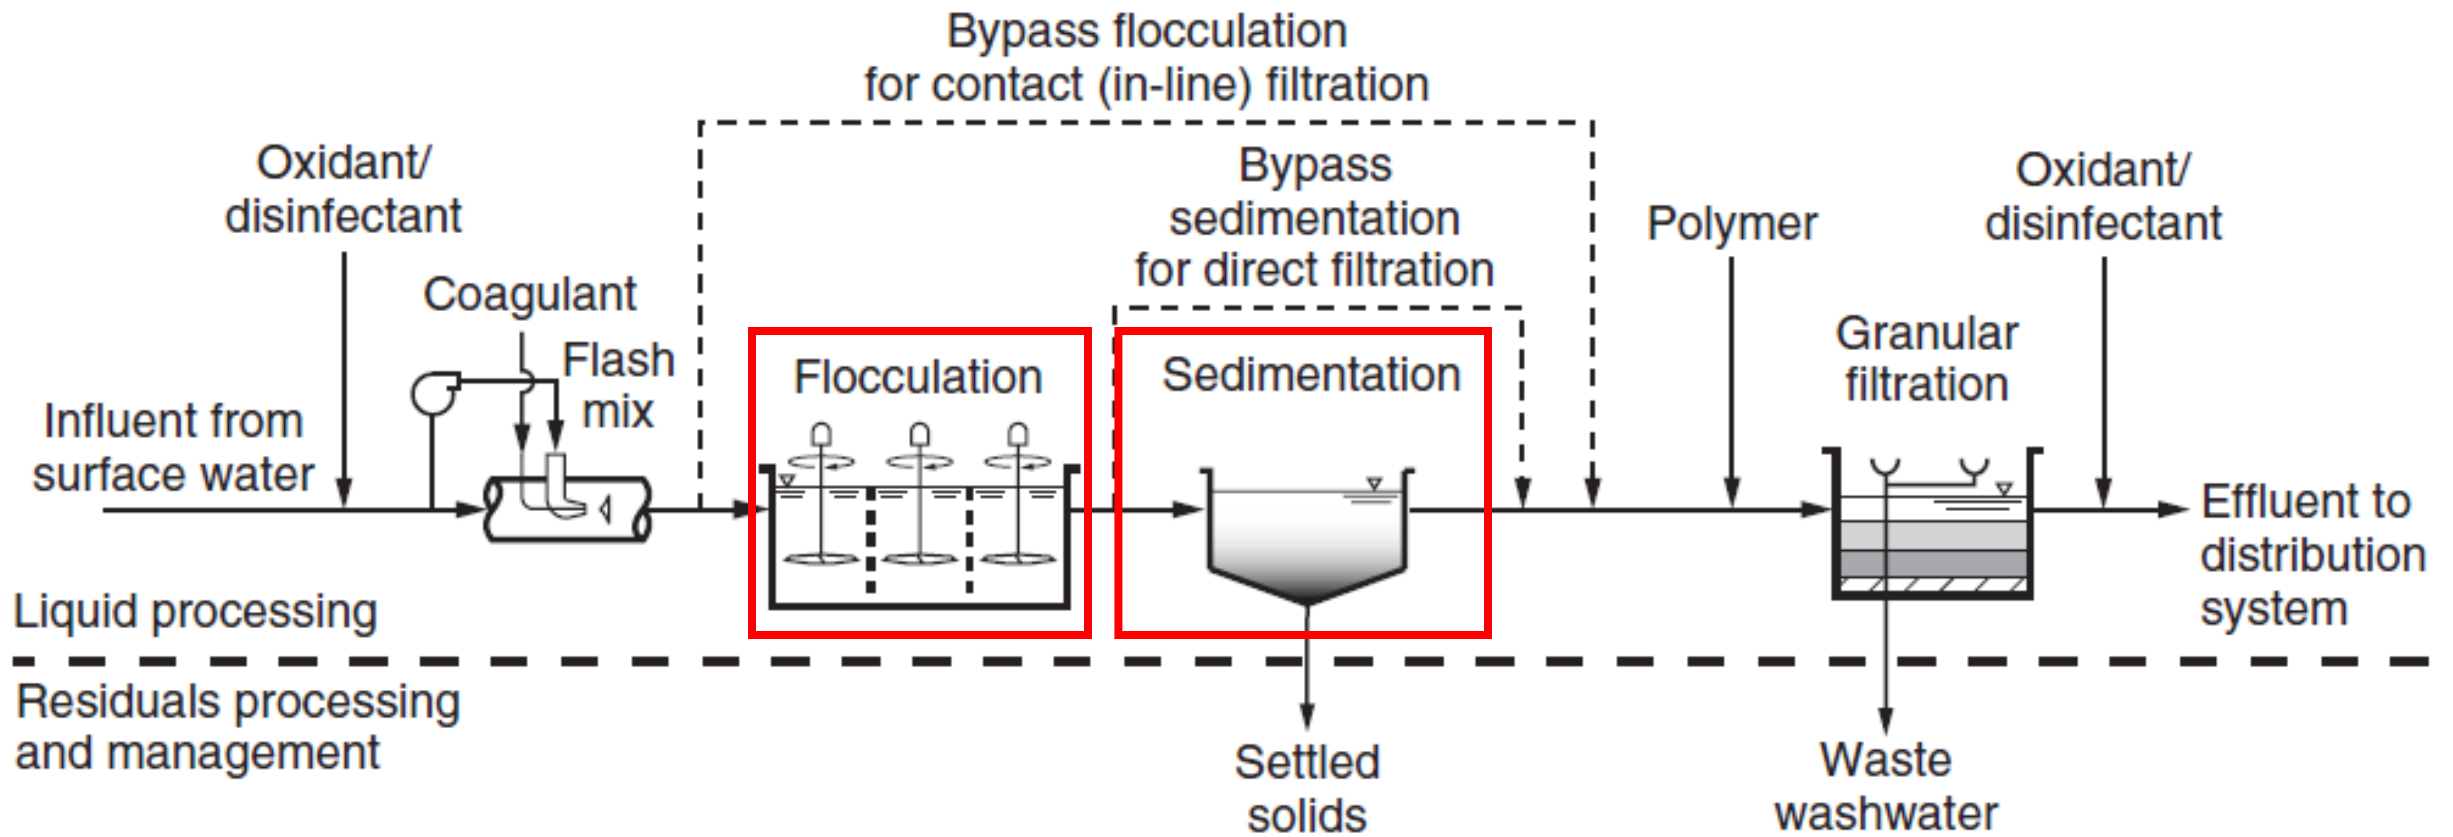 Bypass flocculation
for contact (in-line) filtration
Oxidant/
disinfectant
Coagulant
Flash
mix
Influent from
surface water
Flocculation
Bypass
sedimentation
for direct filtration
Sedimentation
Polymer
Granular
filtration
Oxidant/
disinfectant
Effluent to
distribution
system
Liquid processing
Residuals processing
and management
Settled
solids
Waste
washwater